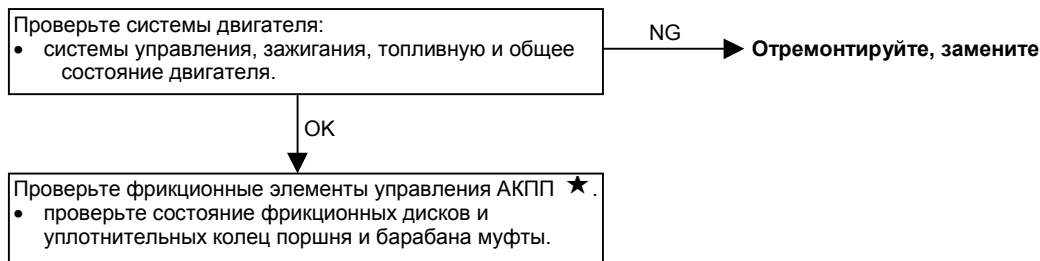 Проверьте системы двигателя:
• системы управления, зажигания, топливную и общее
состояние двигателя.
NG
Отремонтируйте, замените
OK
Проверьте фрикционные элементы управления АКПП ★.
• проверьте состояние фрикционных дисков и
уплотнительных колец поршня и барабана муфты.